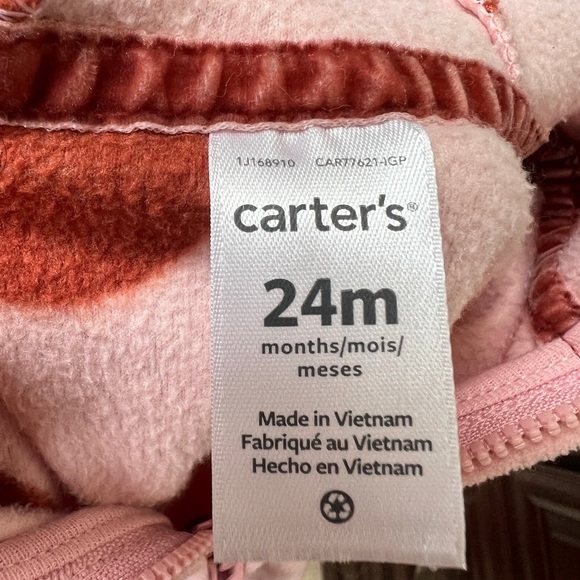 1J168910 CAR77621-IGP
carter's®
24m
months/mois/
meses
Made in Vietnam
Fabriqué au Vietnam
Hecho en Vietnam